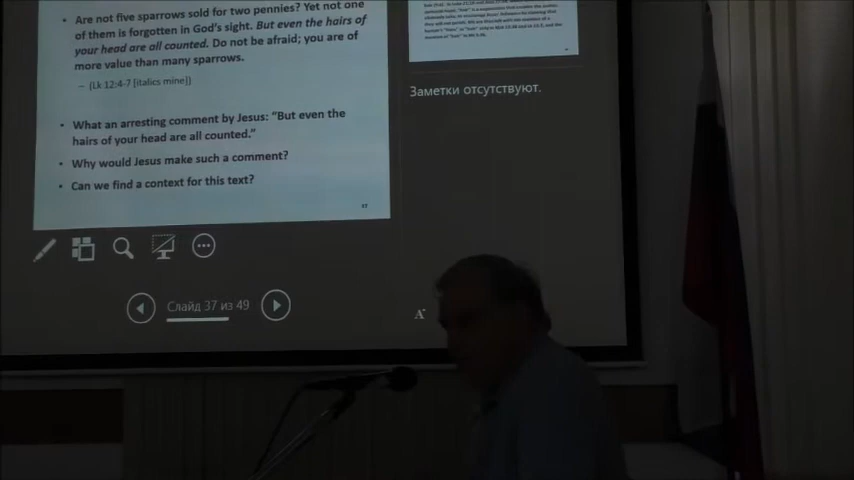 • Are not five sparrows sold for two pennies? Yet not one
of them is forgotten in God's sight. But even the hairs of
your head are all counted. Do not be afraid; you are of
more value than many sparrows.
– (Lk 12:4-7 [italics mine])
• What an arresting comment by Jesus: "But even the
hairs of your head are all counted."
• Why would Jesus make such a comment?
• Can we find a context for this text?
37
Заметки отсутствуют.
Слайд 37 из 49
A